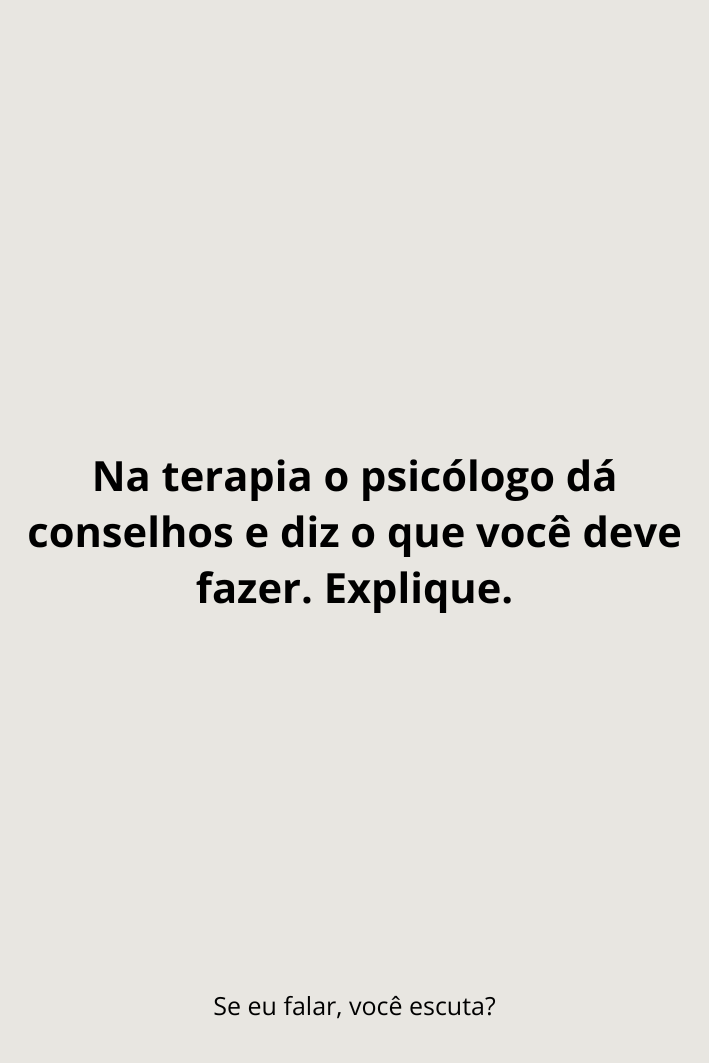 Na terapia o psicólogo dá
conselhos e diz o que você deve
fazer. Explique.
Se eu falar, você escuta?